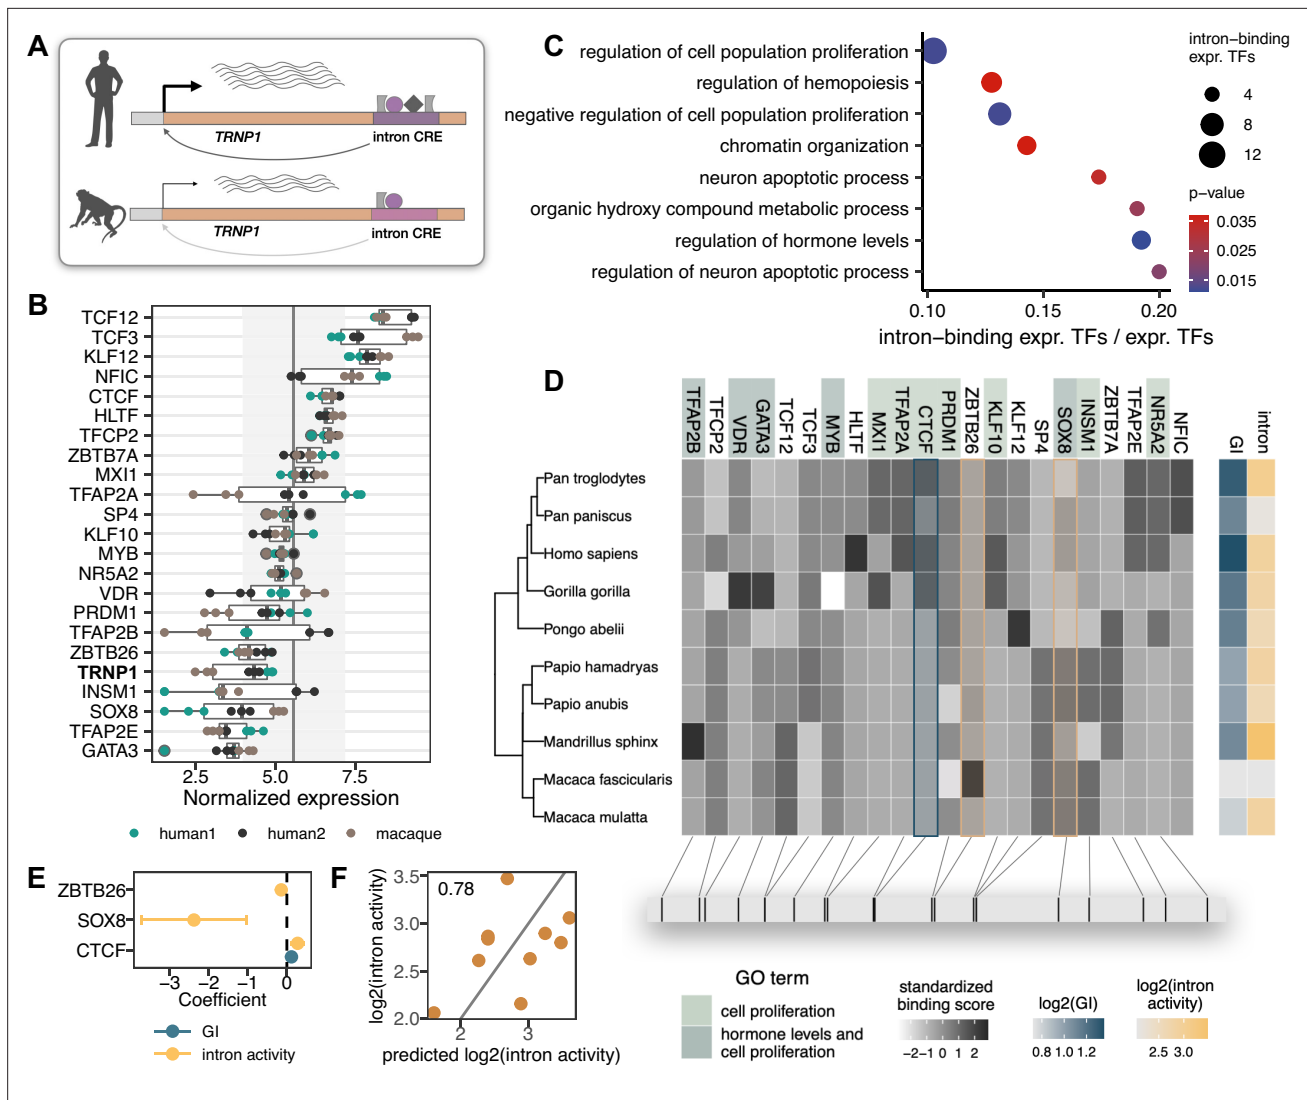 A
TRNP1
intron CRE
TRNP1
intron CRE
B
TCF12
TCF3
KLF12
NFIC
CTCF
HLTF
TFCP2
ZBTB7A
MXI1
TFAP2A
SP4
KLF10
MYB
NR5A2
VDR
PRDM1
TFAP2B
ZBTB26
TRNP1
INSM1
SOX8
TFAP2E
GATA3
2.5 5.0 7.5
Normalized expression
human1 human2 macaque
C
regulation of cell population proliferation
regulation of hemopoiesis
negative regulation of cell population proliferation
chromatin organization
neuron apoptotic process
organic hydroxy compound metabolic process
regulation of hormone levels
regulation of neuron apoptotic process
0.10 0.15 0.20
intron−binding expr. TFs / expr. TFs
intron−binding
expr. TFs
4
8
12
p−value
0.035
0.025
0.015
D
TFAP2B
TFCP2
VDR
GATA3
TCF12
TCF3
MYB
HLTF
MXI1
TFAP2A
CTCF
PRDM1
ZBTB26
KLF10
KLF12
SP4
SOX8
INSM1
ZBTB7A
TFAP2E
NR5A2
NFIC
GI
intron
Pan troglodytes
Pan paniscus
Homo sapiens
Gorilla gorilla
Pongo abelii
Papio hamadryas
Papio anubis
Mandrillus sphinx
Macaca fascicularis
Macaca mulatta
GO term
cell proliferation
hormone levels and
cell proliferation
standardized
binding score
−2 −1 0 1 2
log2(GI)
0.8 1.0 1.2
log2(intron
activity)
2.5 3.0
E
ZBTB26
SOX8
CTCF
−3 −2 −1 0
Coefficient
GI
intron activity
F
0.78
log2(intron activity)
3.5
3.0
2.5
2.0
2 3
predicted log2(intron activity)